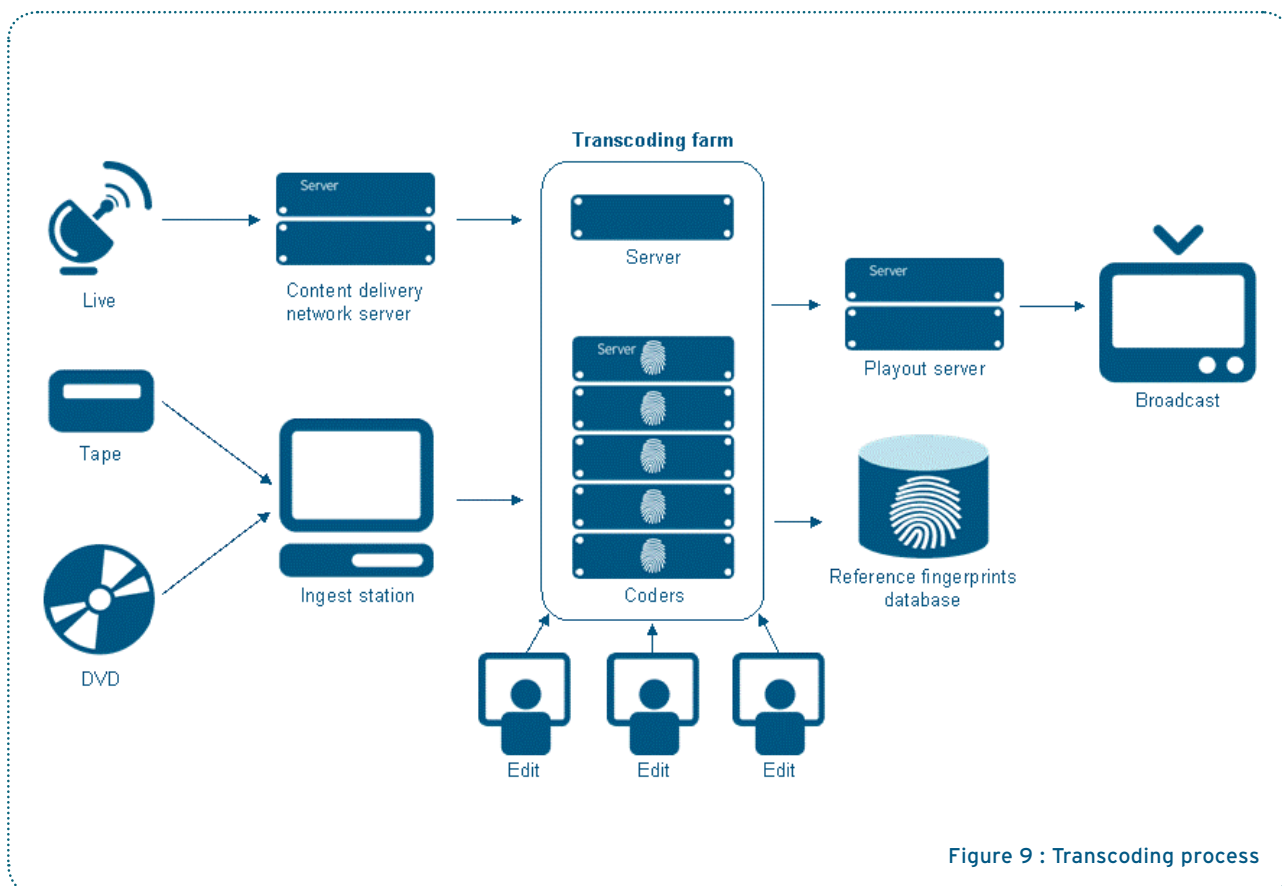 Transcoding farm
Server
Live
Content delivery
network server
Server
Server
Playout server
Broadcast
Tape
Server
Ingest station
Coders
Reference fingerprints
database
DVD
Edit
Edit
Edit
Figure 9 : Transcoding process